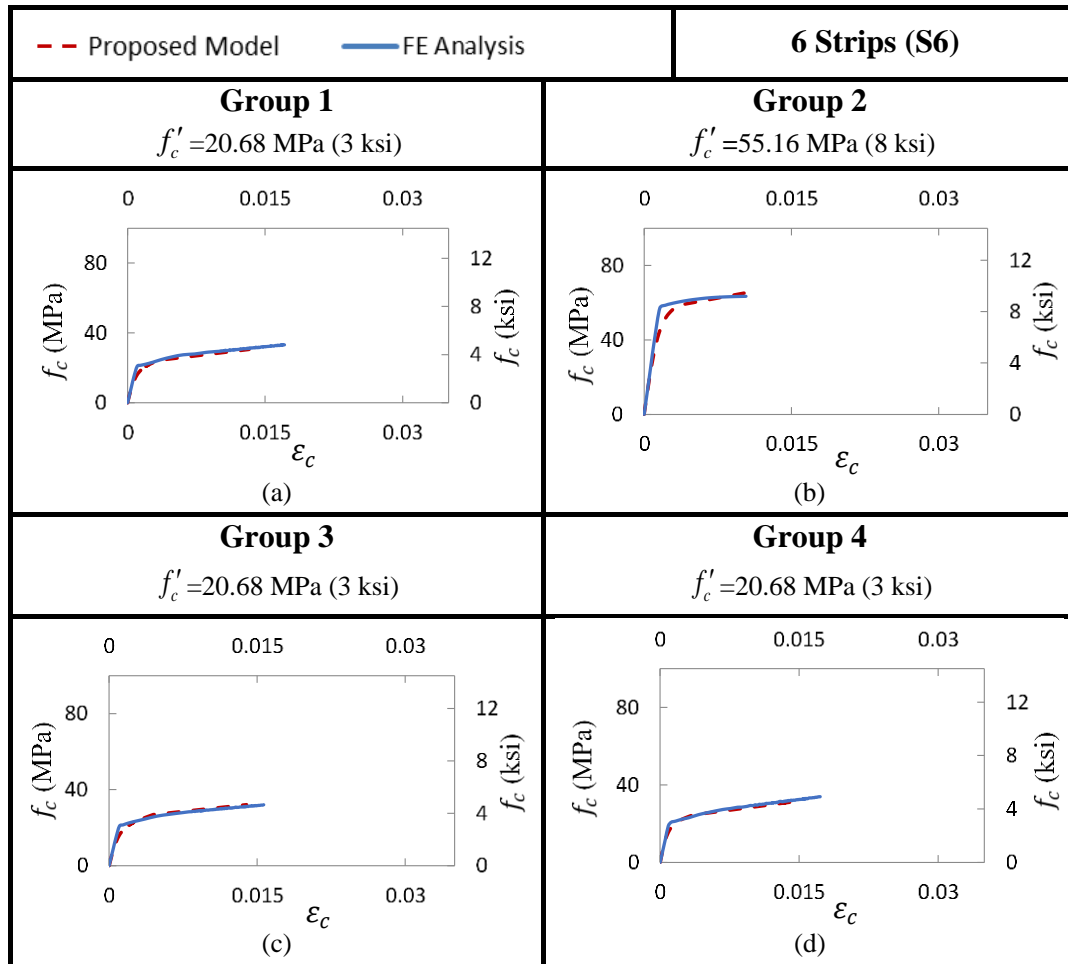 Proposed Model FE Analysis 6 Strips (S6)
Group 1 Group 2
f'c =20.68 MPa (3 ksi) f'c =55.16 MPa (8 ksi)
0 0.015 0.03
80
40
0
12
8
4
0
fc (MPa)
fc (ksi)
0 0.015 0.03
εc
(a)
0 0.015 0.03
80
40
0
12
8
4
0
fc (MPa)
fc (ksi)
0 0.015 0.03
εc
(b)
Group 3 Group 4
f'c =20.68 MPa (3 ksi) f'c =20.68 MPa (3 ksi)
0 0.015 0.03
80
40
0
12
8
4
0
fc (MPa)
fc (ksi)
0 0.015 0.03
εc
(c)
0 0.015 0.03
80
40
0
12
8
4
0
fc (MPa)
fc (ksi)
0 0.015 0.03
εc
(d)